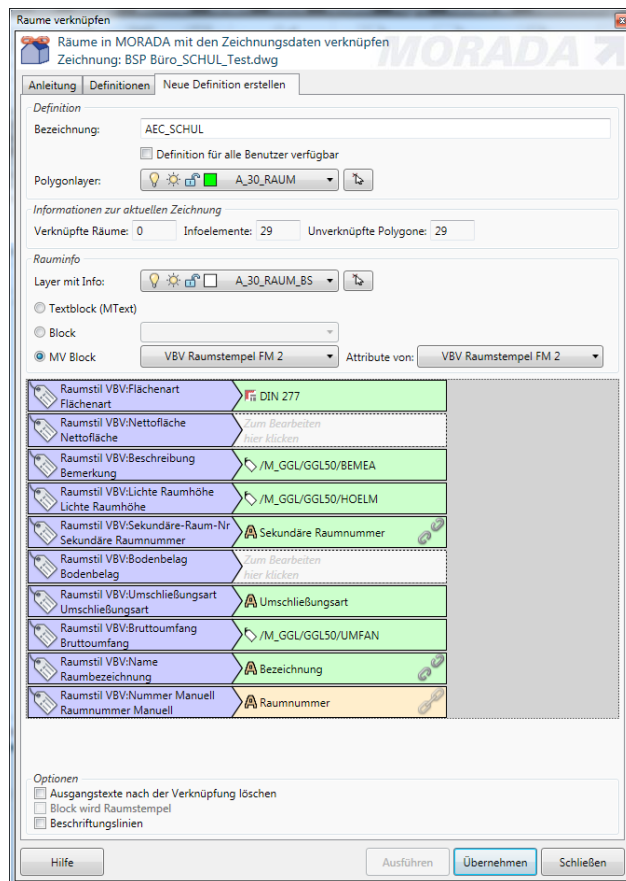 Räume verknüpfen
Räume in MORADA mit den Zeichnungsdaten verknüpfen
Zeichnung: BSP Büro_SCHUL_Test.dwg
MORADA 7
Anleitung Definitionen Neue Definition erstellen
Definition
Bezeichnung: AEC_SCHUL
Definition für alle Benutzer verfügbar
Polygonlayer: A_30_RAUM
Informationen zur aktuellen Zeichnung
Verknüpfte Räume: 0 Infoelemente: 29 Unverknüpfte Polygone: 29
Rauminfo
Layer mit Info: A_30_RAUM_BS
Textblock (MText)
Block
MV Block VBV Raumstempel FM 2 Attribute von: VBV Raumstempel FM 2
Raumstil VBV:Flächenart
Flächenart
DIN 277
Raumstil VBV:Nettofläche
Nettofläche
Zum Bearbeiten
hier klicken
Raumstil VBV:Beschreibung
Bemerkung
/M_GGL/GGL50/BEMEA
Raumstil VBV:Lichte Raumhöhe
Lichte Raumhöhe
/M_GGL/GGL50/HOELM
Raumstil VBV:Sekundäre-Raum-Nr
Sekundäre Raumnummer
Sekundäre Raumnummer
Raumstil VBV:Bodenbelag
Bodenbelag
Zum Bearbeiten
hier klicken
Raumstil VBV:Umschließungsart
Umschließungsart
Umschließungsart
Raumstil VBV:Bruttoumfang
Bruttoumfang
/M_GGL/GGL50/UMFAN
Raumstil VBV:Name
Raumbezeichnung
Bezeichnung
Raumstil VBV:Nummer Manuell
Raumnummer Manuell
Raumnummer
Optionen
Ausgangstexte nach der Verknüpfung löschen
Block wird Raumstempel
Beschriftungslinien
Hilfe Ausführen Übernehmen Schließen